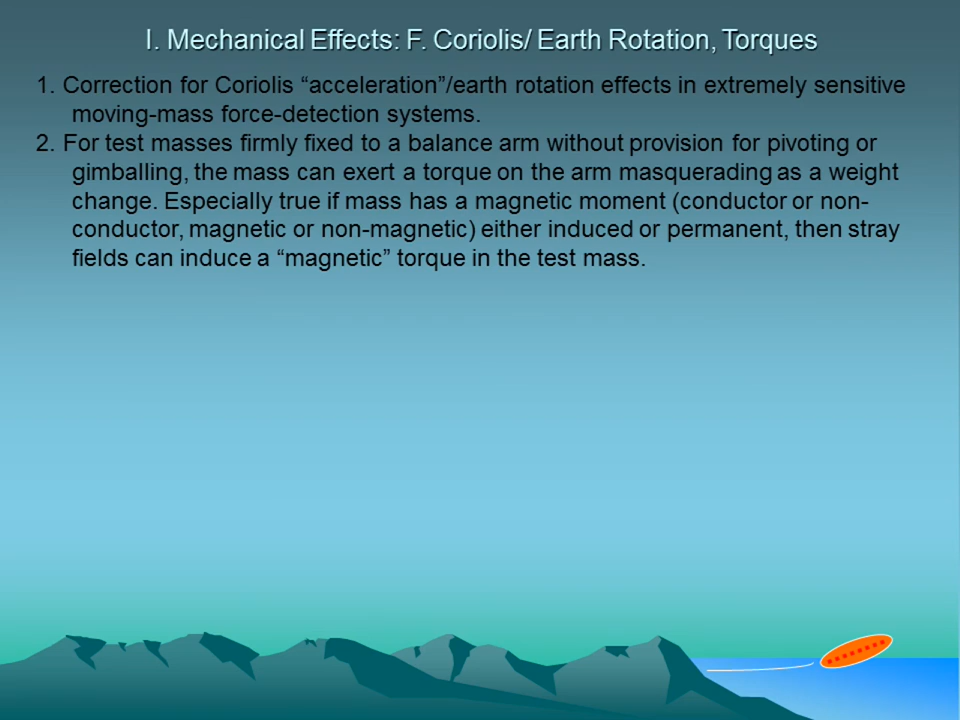 I. Mechanical Effects: F. Coriolis/ Earth Rotation, Torques
1. Correction for Coriolis “acceleration”/earth rotation effects in extremely sensitive
moving-mass force-detection systems.
2. For test masses firmly fixed to a balance arm without provision for pivoting or
gimballing, the mass can exert a torque on the arm masquerading as a weight
change. Especially true if mass has a magnetic moment (conductor or non-
conductor, magnetic or non-magnetic) either induced or permanent, then stray
fields can induce a “magnetic” torque in the test mass.